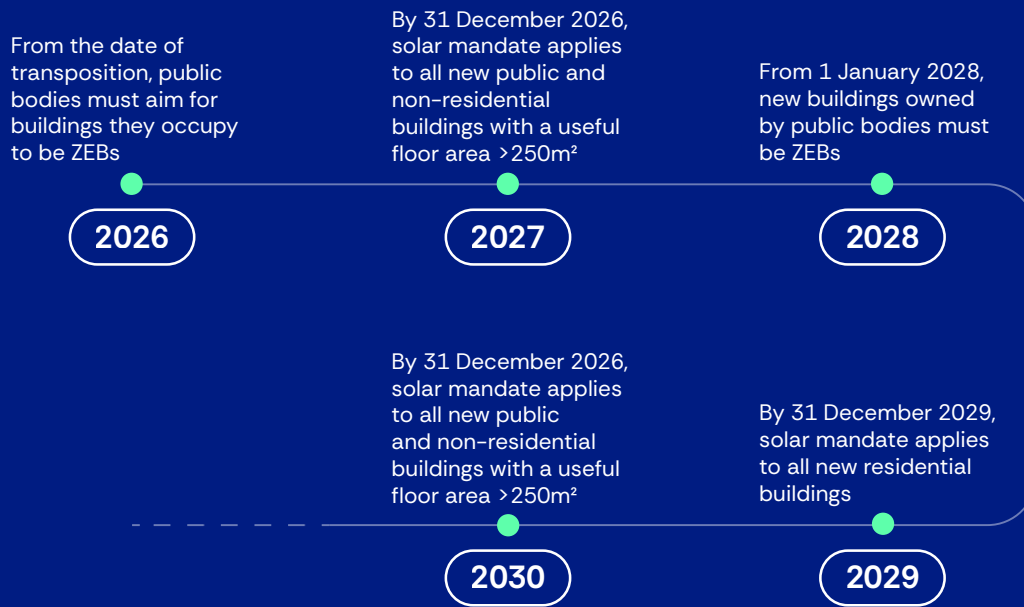 From the date of
transposition, public
bodies must aim for
buildings they occupy
to be ZEBs
2026
By 31 December 2026,
solar mandate applies
to all new public and
non-residential
buildings with a useful
floor area >250m²
2027
From 1 January 2028,
new buildings owned
by public bodies must
be ZEBs
2028
By 31 December 2029,
solar mandate applies
to all new residential
buildings
2029
By 31 December 2026,
solar mandate applies
to all new public
and non-residential
buildings with a useful
floor area >250m²
2030